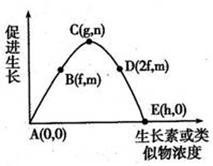 促进生长
C(g,n)
B(f,m)
D(2f,m)
A(0,0)
E(h,0)
生长素或类
似物浓度